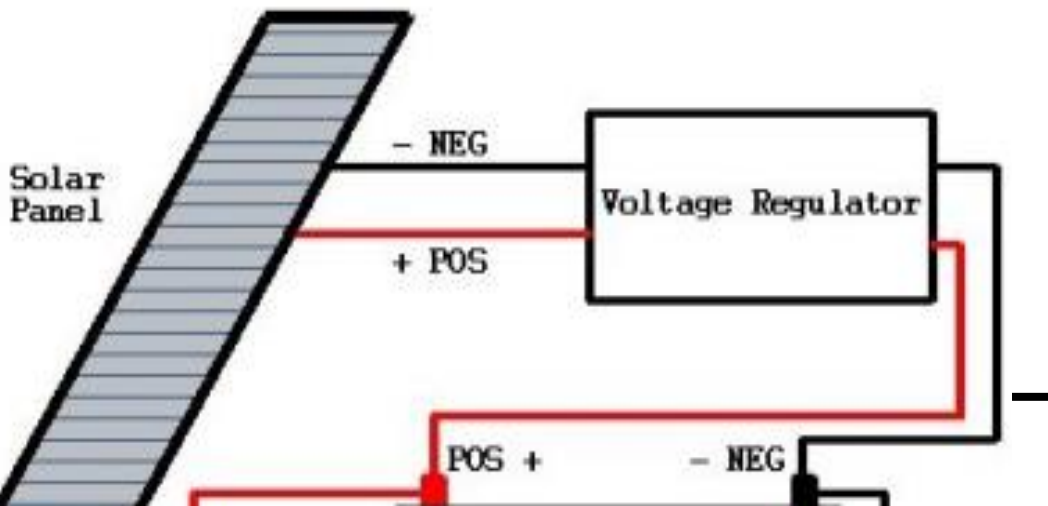 - NEG
Solar
Panel
Voltage Regulator
+ POS
POS +
- NEG